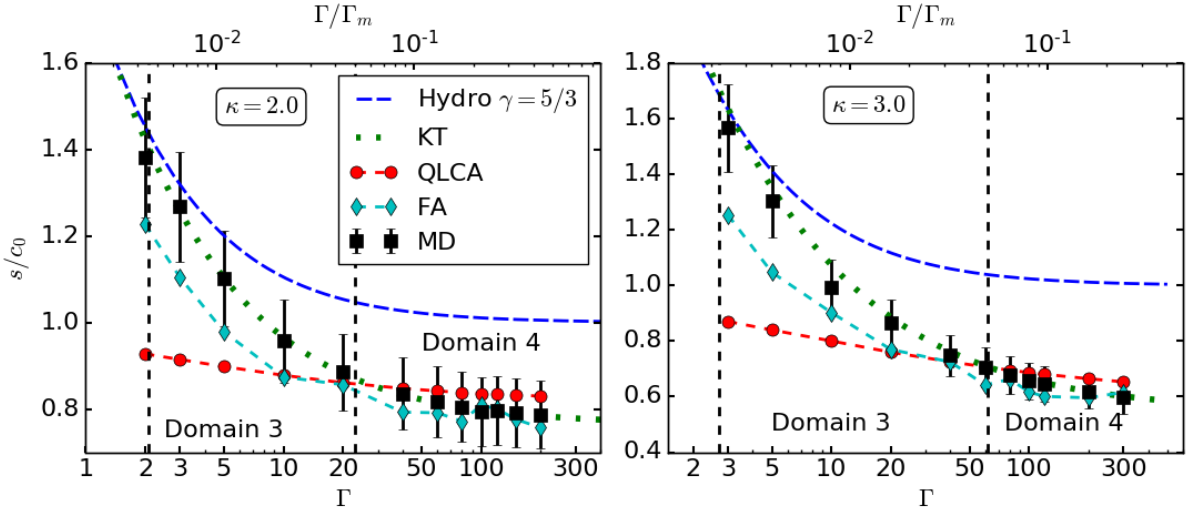 Γ/Γm
10⁻² 10⁻¹
1.6
1.4
1.2
1.0
0.8
s/c₀
κ = 2.0
Hydro γ = 5/3
KT
QLCA
FA
MD
Domain 3
Domain 4
1 2 3 5 10 20 50 100 300
Γ
Γ/Γm
10⁻² 10⁻¹
1.8
1.6
1.4
1.2
1.0
0.8
0.6
0.4
κ = 3.0
Domain 3
Domain 4
2 3 5 10 20 50 100 300
Γ